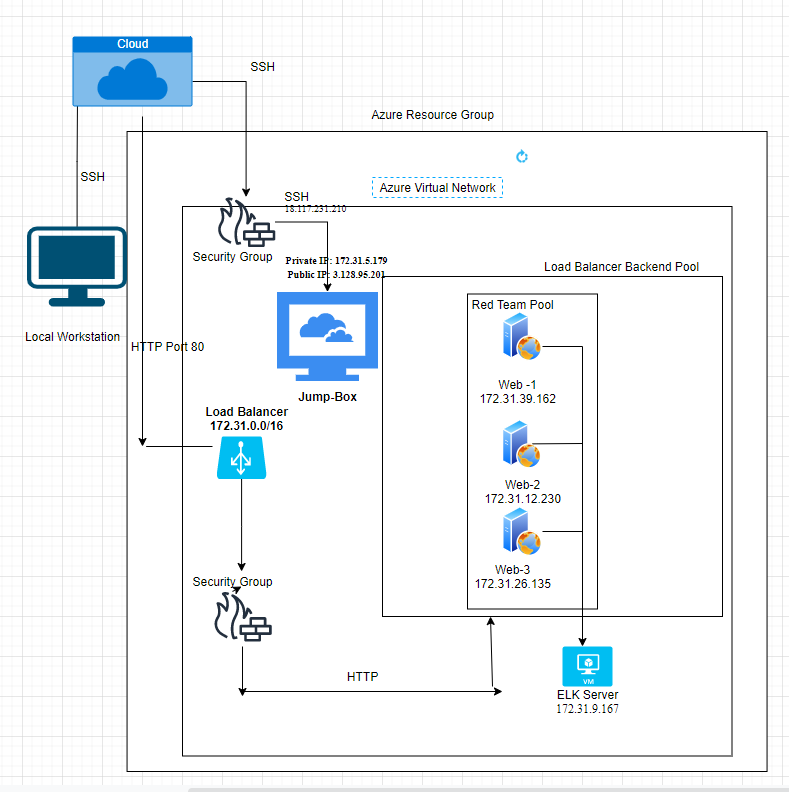 Cloud
SSH
Azure Resource Group
SSH
Azure Virtual Network
SSH
18.117.231.210
Security Group
Private IP: 172.31.5.179
Public IP: 3.128.95.201
Load Balancer Backend Pool
Red Team Pool
Local Workstation
HTTP Port 80
Web -1
172.31.39.162
Jump-Box
Load Balancer
172.31.0.0/16
Web-2
172.31.12.230
Web-3
172.31.26.135
Security Group
HTTP
VM
ELK Server
172.31.9.167